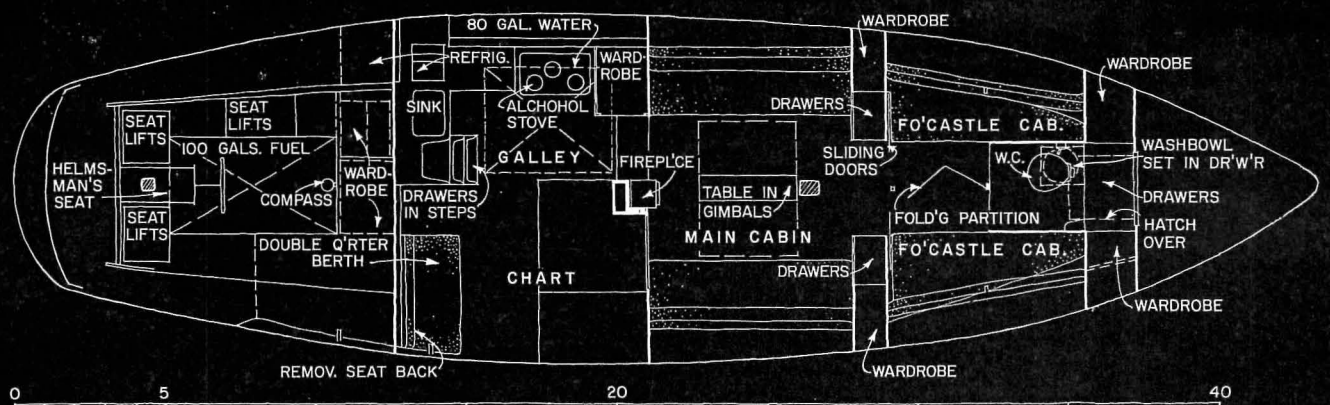 80 GAL. WATER
WARDROBE
REFRIG.
WARD-
ROBE
WARDROBE
SINK
ALCHOHOL
STOVE
DRAWERS
SEAT
LIFTS
SEAT
LIFTS
FO'CASTLE CAB.
100 GALS. FUEL
GALLEY
FIREPL'CE
SLIDING
DOORS
W.C.
WASHBOWL
SET IN DR'W'R
HELMS-
MAN'S
SEAT
COMPASS
WARD-
ROBE
DRAWERS
IN STEPS
TABLE IN
GIMBALS
DRAWERS
SEAT
LIFTS
FOLD'G PARTITION
HATCH
OVER
DOUBLE Q'RTER
BERTH
MAIN CABIN
FO'CASTLE CAB.
CHART
DRAWERS
WARDROBE
REMOV. SEAT BACK
WARDROBE
0 5 20 40